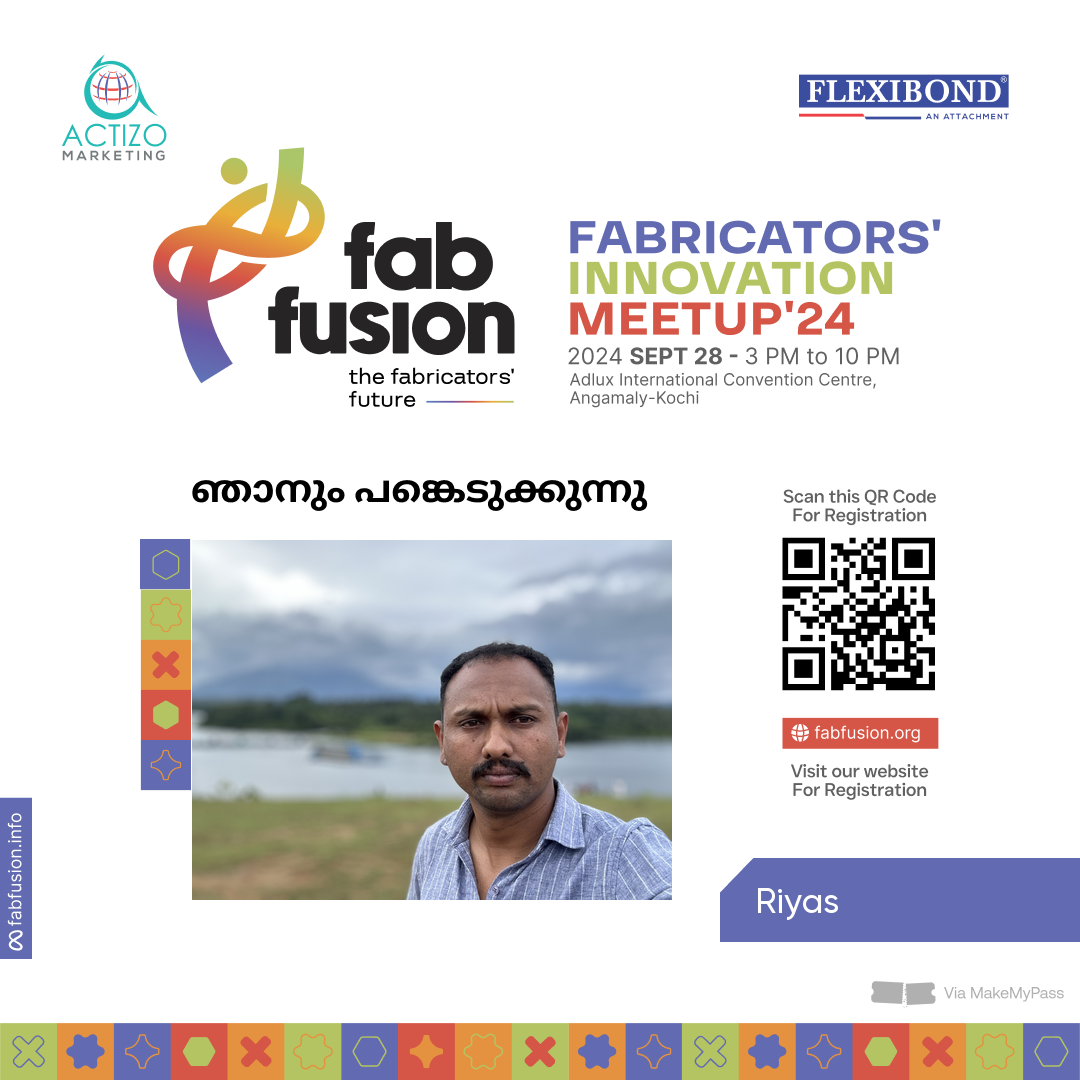 ACTIZO
MARKETING
FLEXIBOND®
AN ATTACHMENT
fab
fusion
the fabricators'
future
FABRICATORS'
INNOVATION
MEETUP'24
2024 SEPT 28 - 3 PM to 10 PM
Adlux International Convention Centre,
Angamaly-Kochi
ഞാനും പങ്കെടുക്കുന്നു
Scan this QR Code
For Registration
fabfusion.org
Visit our website
For Registration
fabfusion.info
Riyas
Via MakeMyPass